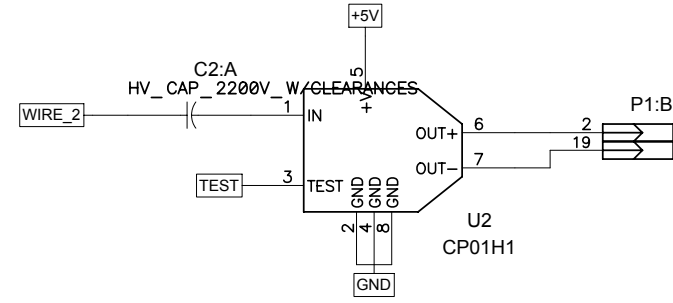 +5V
C2:A
HV_CAP_2200V_W/CLEARANCES
5
+V
WIRE_2
1
IN
P1:B
OUT+
6
2
19
OUT-
7
TEST
3
TEST
GND
GND
GND
2
4
8
U2
CP01H1
GND